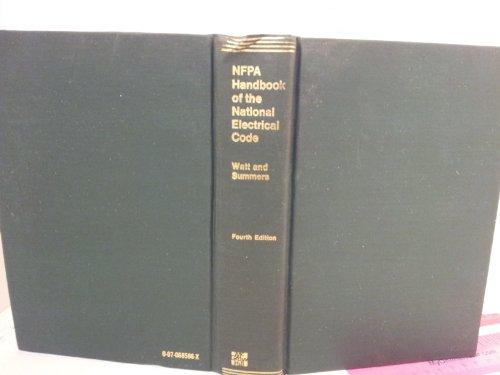 NFPA
Handbook
of the
National
Electrical
Code
Watt and
Summers
Fourth Edition
0-07-068586-X